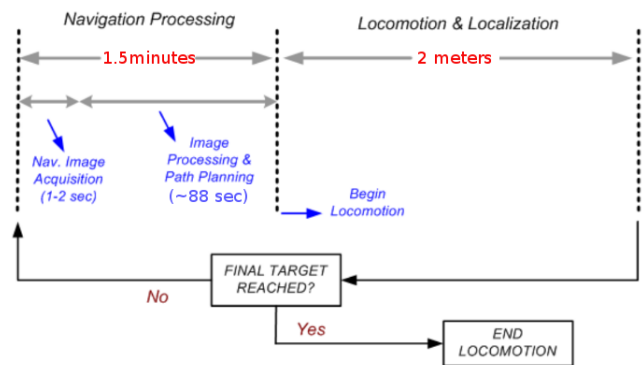 Navigation Processing
Locomotion & Localization
1.5minutes
2 meters
Nav. Image
Acquisition
(1-2 sec)
Image
Processing &
Path Planning
(~88 sec)
Begin
Locomotion
FINAL TARGET
REACHED?
No
Yes
END
LOCOMOTION